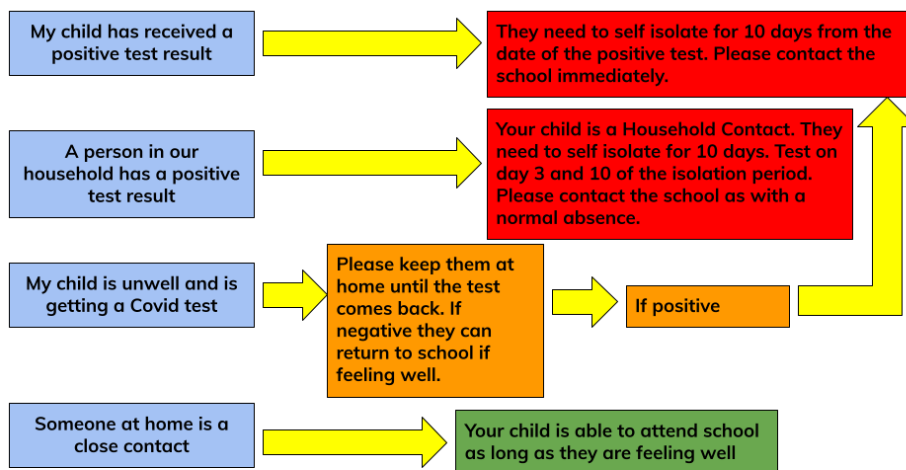 My child has received a
positive test result
They need to self isolate for 10 days from the
date of the positive test. Please contact the
school immediately.
A person in our
household has a positive
test result
Your child is a Household Contact. They
need to self isolate for 10 days. Test on
day 3 and 10 of the isolation period.
Please contact the school as with a
normal absence.
My child is unwell and is
getting a Covid test
Please keep them at
home until the test
comes back. If
negative they can
return to school if
feeling well.
If positive
Someone at home is a
close contact
Your child is able to attend school
as long as they are feeling well